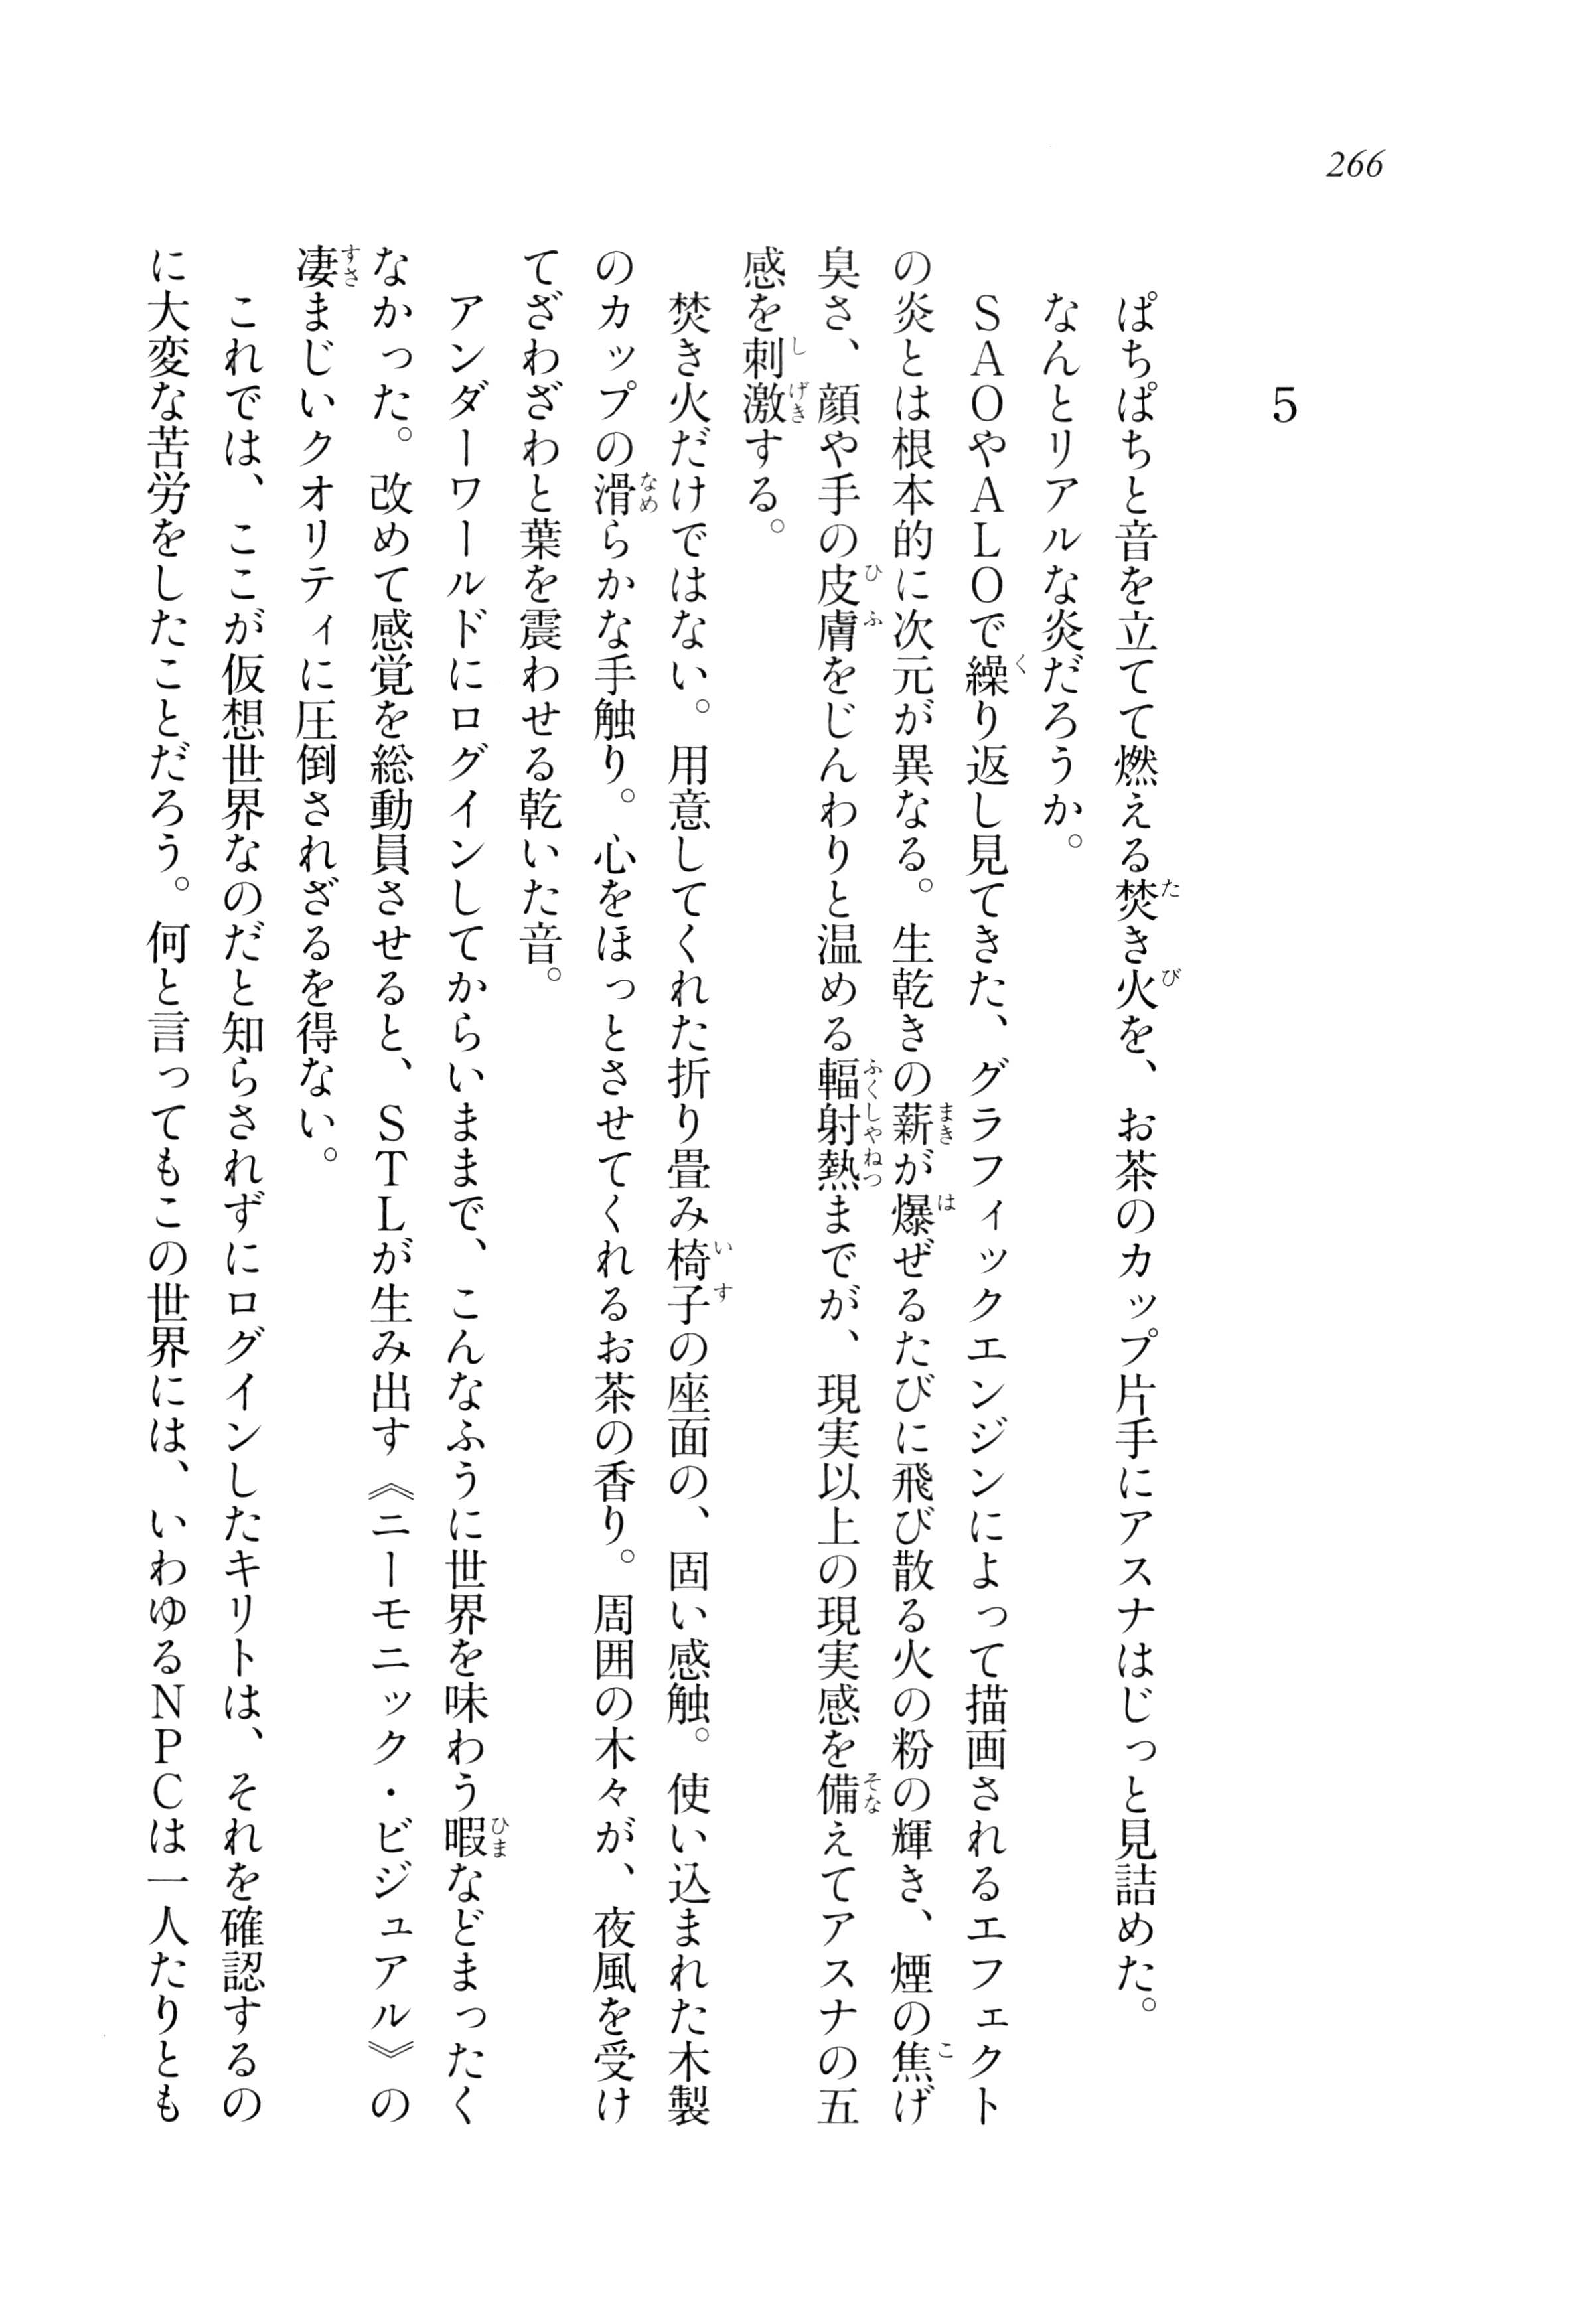 266
5
ぱちぱちと音を立てて燃える焚き火を、お茶のカップ片手にアスナはじっと見詰めた。
なんとリアルな炎だろうか。
ＳＡＯやＡＬＯで繰り返し見てきた、グラフィックエンジンによって描画されるエフェクト
の炎とは根本的に次元が異なる。生乾きの薪が爆ぜるたびに飛び散る火の粉の輝き、煙の焦げ
臭さ、顔や手の皮膚をじんわりと温める輻射熱までが、現実以上の現実感を備えてアスナの五
感を刺激する。
焚き火だけではない。用意してくれた折り畳み椅子の座面の、固い感触。使い込まれた木製
のカップの滑らかな手触り。心をほっとさせてくれるお茶の香り。周囲の木々が、夜風を受け
てざわざわと葉を震わせる乾いた音。
アンダーワールドにログインしてからいままで、こんなふうに世界を味わう暇などまったく
なかった。改めて感覚を総動員させると、ＳＴＬが生み出す《ニーモニック・ビジュアル》の
凄まじいクオリティに圧倒されざるを得ない。
これでは、ここが仮想世界なのだと知らされずにログインしたキリトは、それを確認するの
に大変な苦労をしたことだろう。何と言ってもこの世界には、いわゆるＮＰＣは一人たりとも